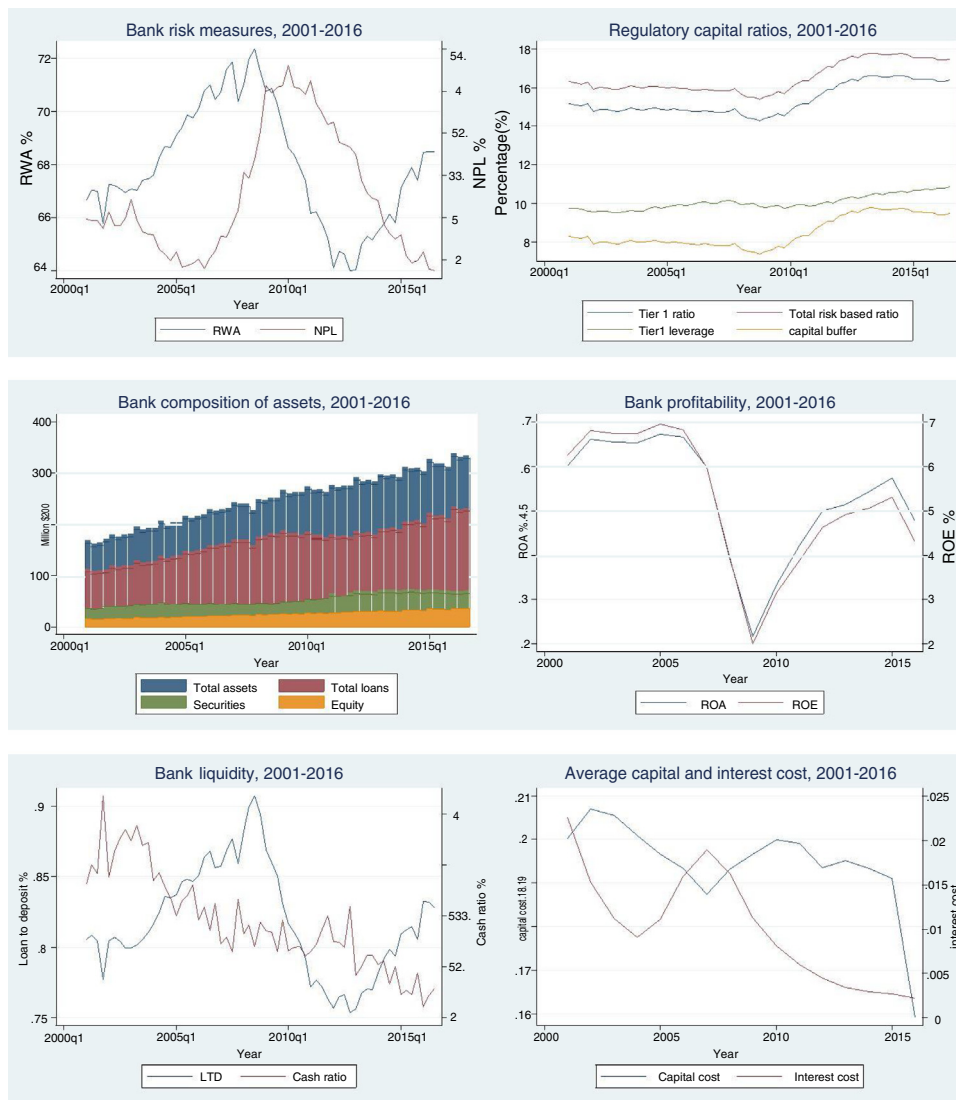 Bank risk measures, 2001-2016
72
70
68
66
64
RWA %
54.
4
52.
33.
5
2
NPL %
2000q1 2005q1 2010q1 2015q1
Year
RWA NPL
Regulatory capital ratios, 2001-2016
18
16
14
12
10
8
Percentage(%)
2000q1 2005q1 2010q1 2015q1
Year
Tier 1 ratio Total risk based ratio
Tier1 leverage capital buffer
Bank composition of assets, 2001-2016
400
300
100
0
2000q1 2005q1 2010q1 2015q1
Year
Total assets Total loans
Securities Equity
Bank profitability, 2001-2016
.7
.6
ROA %.4.5
.3
.2
7
6
5
4
3
2
ROE %
2000 2005 2010 2015
Year
ROA ROE
Bank liquidity, 2001-2016
.9
.85
.8
.75
Loan to deposit %
4
533.
52.
2
Cash ratio %
2000q1 2005q1 2010q1 2015q1
Year
LTD Cash ratio
Average capital and interest cost, 2001-2016
.21
.2
capital cost.18.19
.17
.16
.025
.02
.015
.01
.005
0
interest cost
2000 2005 2010 2015
Year
Capital cost Interest cost